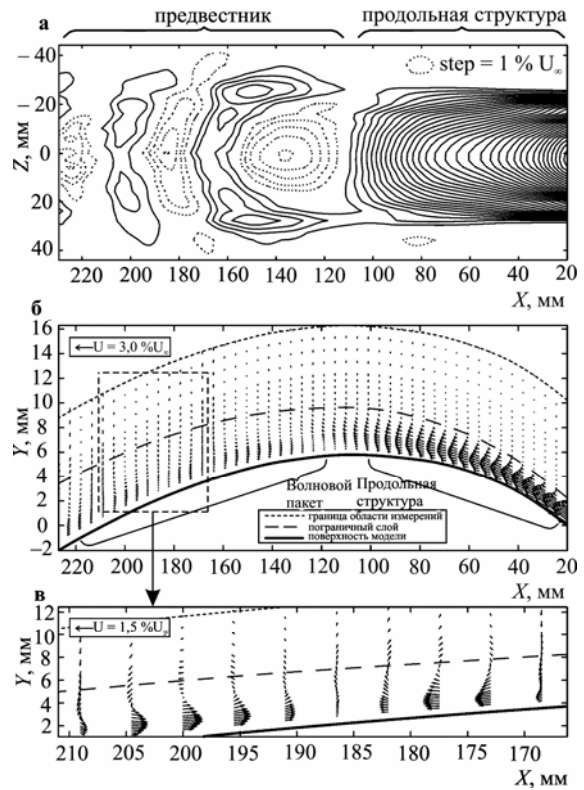 предвестник продольная структура
а
– 40
– 20
0
20
40
Z, мм
step = 1 % U∞
220 200 180 160 140 120 100 80 60 40 20
X, мм
б
16
14
12
10
8
6
4
2
0
–2
Y, мм
←U = 3,0 %U∞
Волновой пакет
Продольная структура
граница области измерений
пограничный слой
поверхность модели
220 200 180 160 140 120 100 80 60 40 20
X, мм
в
12
10
8
6
4
2
Y, мм
←U = 1,5 %U
210 205 200 195 190 185 180 175 170
X, мм